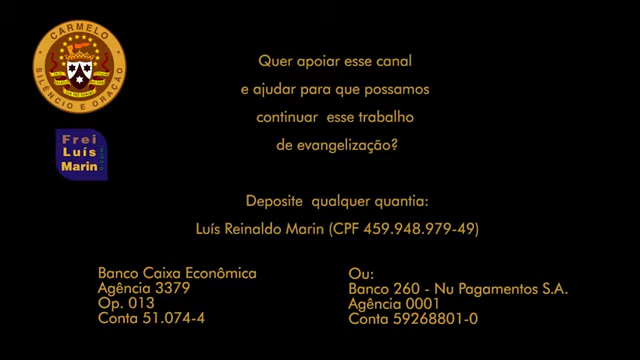 CARMELO
SILÊNCIO E ORAÇÃO
Frei
Luís
Marin
Quer apoiar esse canal
e ajudar para que possamos
continuar esse trabalho
de evangelização?
Deposite qualquer quantia:
Luís Reinaldo Marin (CPF 459.948.979-49)
Banco Caixa Econômica
Agência 3379
Op. 013
Conta 51.074-4
Ou:
Banco 260 - Nu Pagamentos S.A.
Agência 0001
Conta 59268801-0